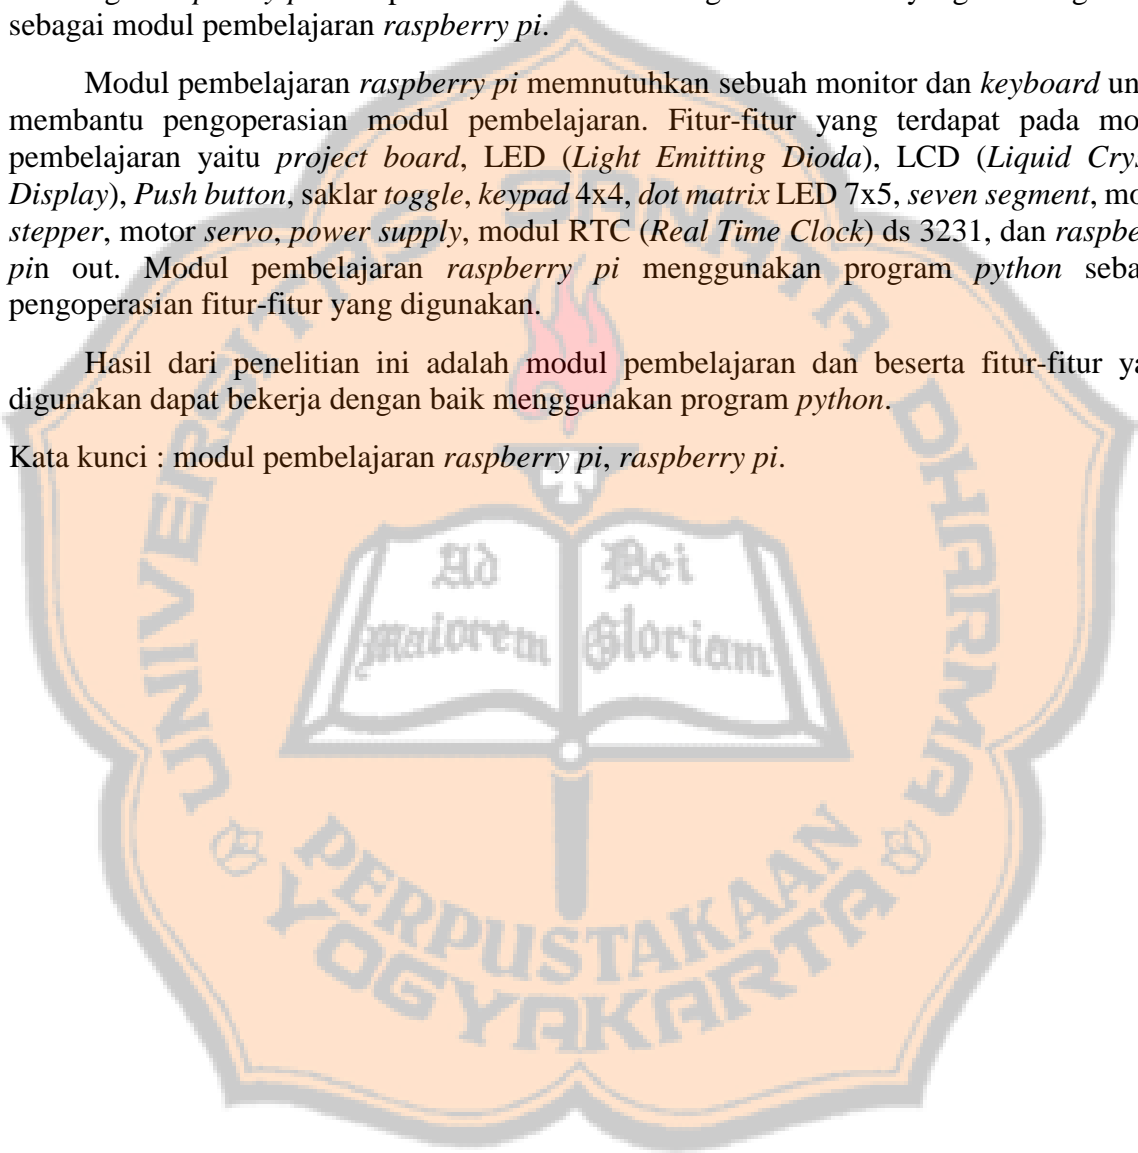 sebagai modul pembelajaran raspberry pi.
Modul pembelajaran raspberry pi memnutuhkan sebuah monitor dan keyboard un
membantu pengoperasian modul pembelajaran. Fitur-fitur yang terdapat pada mo
pembelajaran yaitu project board, LED (Light Emitting Dioda), LCD (Liquid Crys
Display), Push button, saklar toggle, keypad 4x4, dot matrix LED 7x5, seven segment, mo
stepper, motor servo, power supply, modul RTC (Real Time Clock) ds 3231, dan raspbe
pin out. Modul pembelajaran raspberry pi menggunakan program python seba
pengoperasian fitur-fitur yang digunakan.
Hasil dari penelitian ini adalah modul pembelajaran dan beserta fitur-fitur ya
digunakan dapat bekerja dengan baik menggunakan program python.
Kata kunci : modul pembelajaran raspberry pi, raspberry pi.
UNIVERSITAS SANATA DHARMA
Ad Dei
maiorem Gloriam
PERPUSTAKAAN
YOGYAKARTA